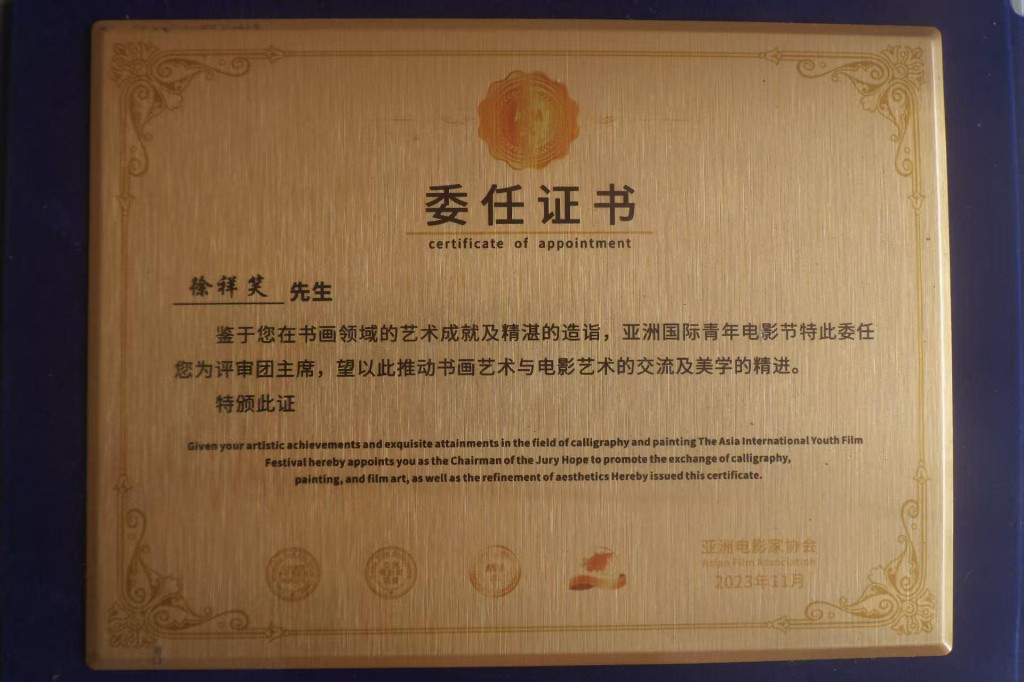 委任证书
certificate of appointment
徐祥笑 先生
鉴于您在书画领域的艺术成就及精湛的造诣，亚洲国际青年电影节特此委任
您为评审团主席，望以此推动书画艺术与电影艺术的交流及美学的精进。
特颁此证
Given your artistic achievements and exquisite attainments in the field of calligraphy and painting The Asia International Youth Film
Festival hereby appoints you as the Chairman of the Jury Hope to promote the exchange of calligraphy,
painting, and film art, as well as the refinement of aesthetics Hereby issued this certificate.
亚洲电影家协会
Asian Film Association
2023年11月